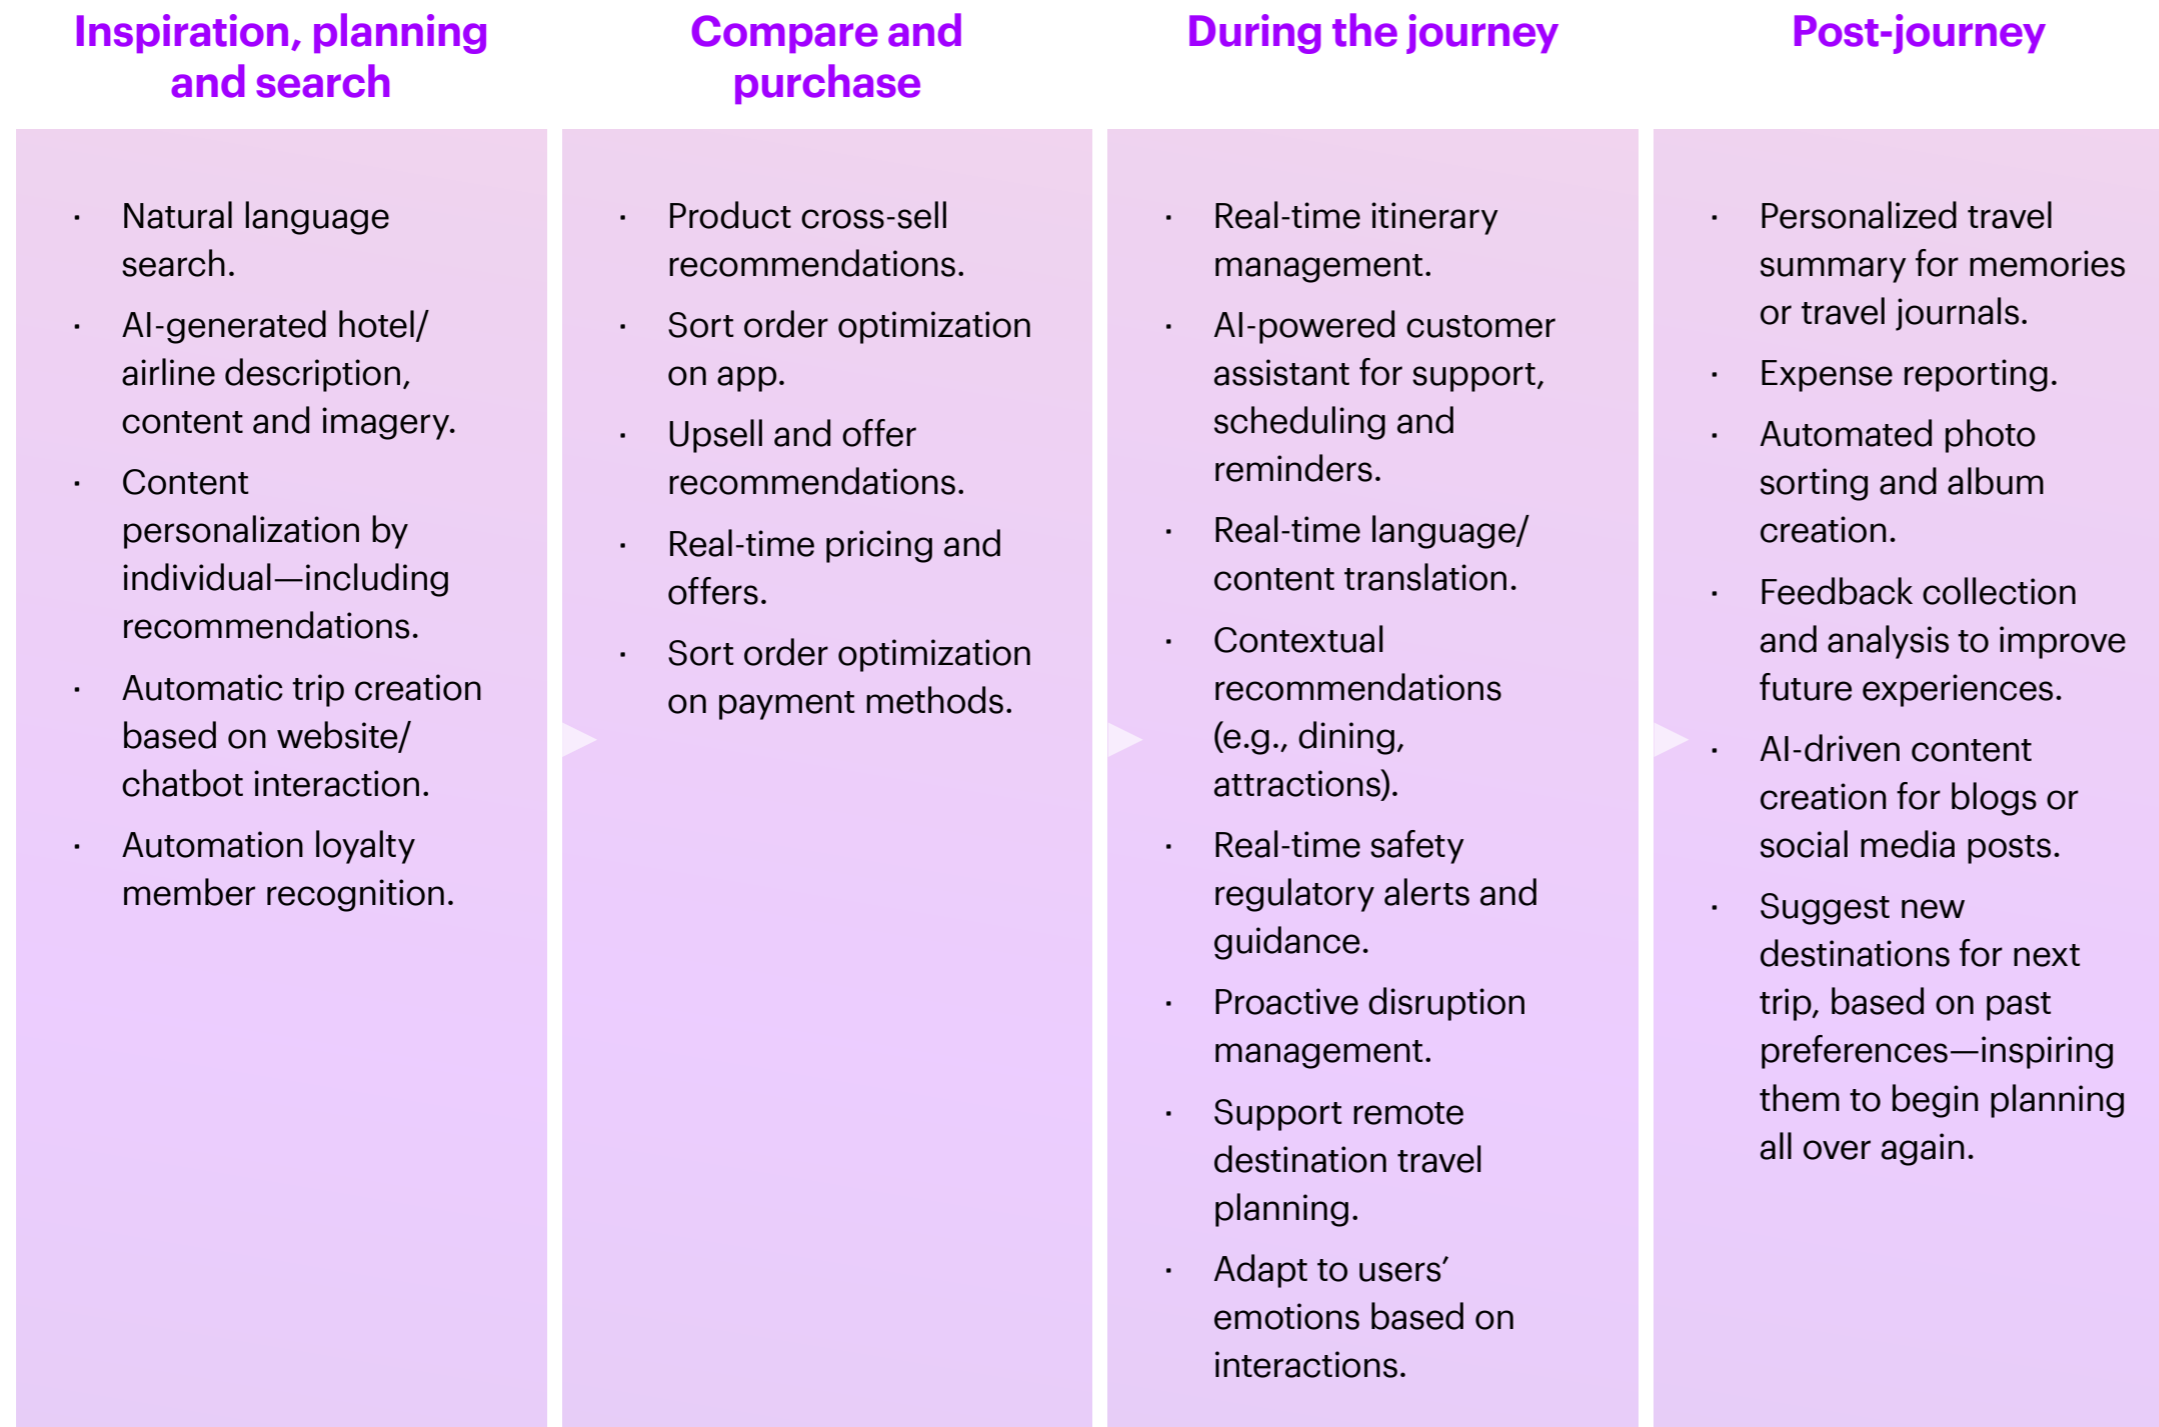 Inspiration, planning
and search
· Natural language
search.
· AI-generated hotel/
airline description,
content and imagery.
· Content
personalization by
individual—including
recommendations.
· Automatic trip creation
based on website/
chatbot interaction.
· Automation loyalty
member recognition.
Compare and
purchase
· Product cross-sell
recommendations.
· Sort order optimization
on app.
· Upsell and offer
recommendations.
· Real-time pricing and
offers.
· Sort order optimization
on payment methods.
During the journey
· Real-time itinerary
management.
· AI-powered customer
assistant for support,
scheduling and
reminders.
· Real-time language/
content translation.
· Contextual
recommendations
(e.g., dining,
attractions).
· Real-time safety
regulatory alerts and
guidance.
· Proactive disruption
management.
· Support remote
destination travel
planning.
· Adapt to users’
emotions based on
interactions.
Post-journey
· Personalized travel
summary for memories
or travel journals.
· Expense reporting.
· Automated photo
sorting and album
creation.
· Feedback collection
and analysis to improve
future experiences.
· AI-driven content
creation for blogs or
social media posts.
· Suggest new
destinations for next
trip, based on past
preferences—inspiring
them to begin planning
all over again.